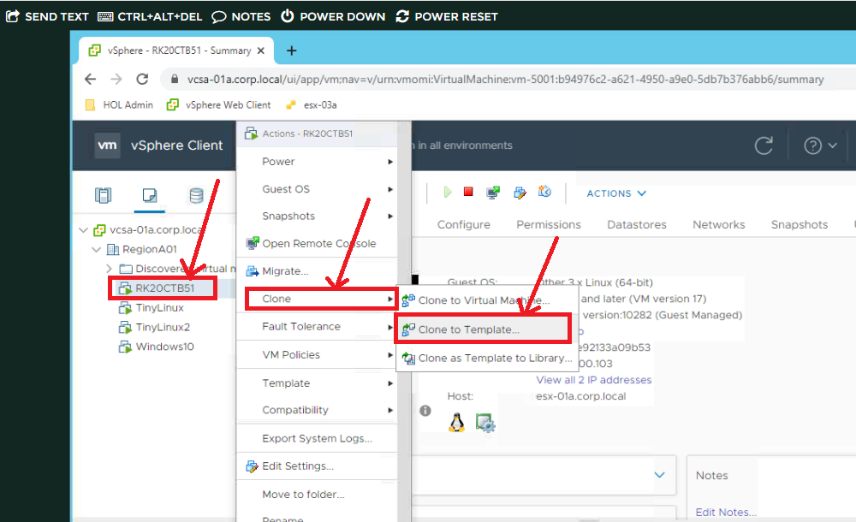 SEND TEXT CTRL+ALT+DEL NOTES POWER DOWN POWER RESET
vSphere - RK20CTB51 - Summary
vcsa-01a.corp.local/ui/app/vm;nav=v/urn:vmomi:VirtualMachine:vm-5001:b94976c2-a621-4950-a9e0-5db7b376abb6/summary
HOL Admin vSphere Web Client esx-03a
vm vSphere Client
Actions - RK20CTB51
in all environments
Power
Guest OS
Snapshots
Open Remote Console
Migrate...
Clone
Fault Tolerance
VM Policies
Template
Compatibility
Export System Logs...
Edit Settings...
Move to folder...
Rename
vcsa-01a.corp.loca
RegionA01
RK20CTB51
TinyLinux
TinyLinux2
Windows10
Clone to Virtual Machine...
Clone to Template...
Clone as Template to Library...
ACTIONS
Configure Permissions Datastores Networks Snapshots
Guest OS: Other 3.x Linux (64-bit)
and later (VM version 17)
version:10282 (Guest Managed)
e92133a09b53
00.103
View all 2 IP addresses
Host: esx-01a.corp.local
Notes
Edit Notes...